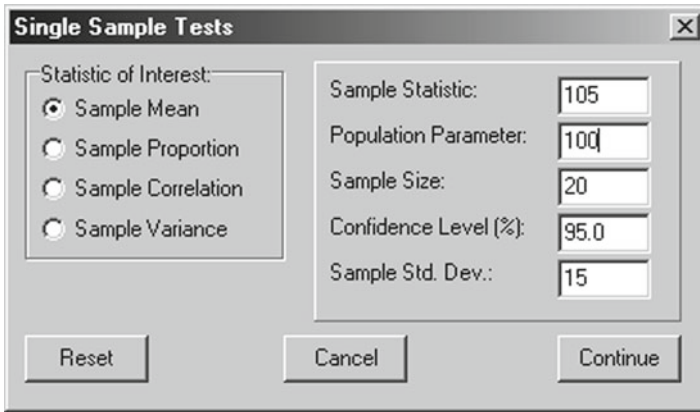 Single Sample Tests
Statistic of Interest:
Sample Mean
Sample Proportion
Sample Correlation
Sample Variance
Sample Statistic: 105
Population Parameter: 100
Sample Size: 20
Confidence Level (%): 95.0
Sample Std. Dev.: 15
Reset Cancel Continue